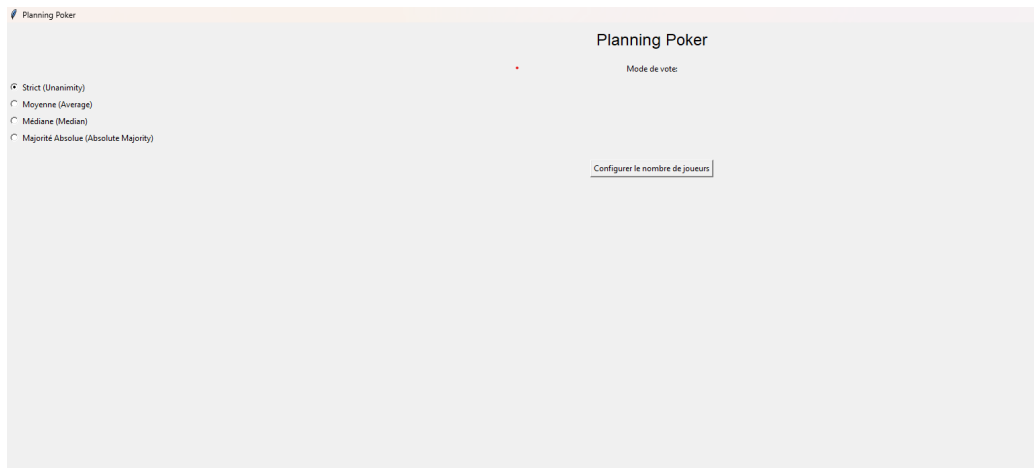 Planning Poker
Planning Poker
Mode de vote:
Strict (Unanimity)
Moyenne (Average)
Médiane (Median)
Majorité Absolue (Absolute Majority)
Configurer le nombre de joueurs